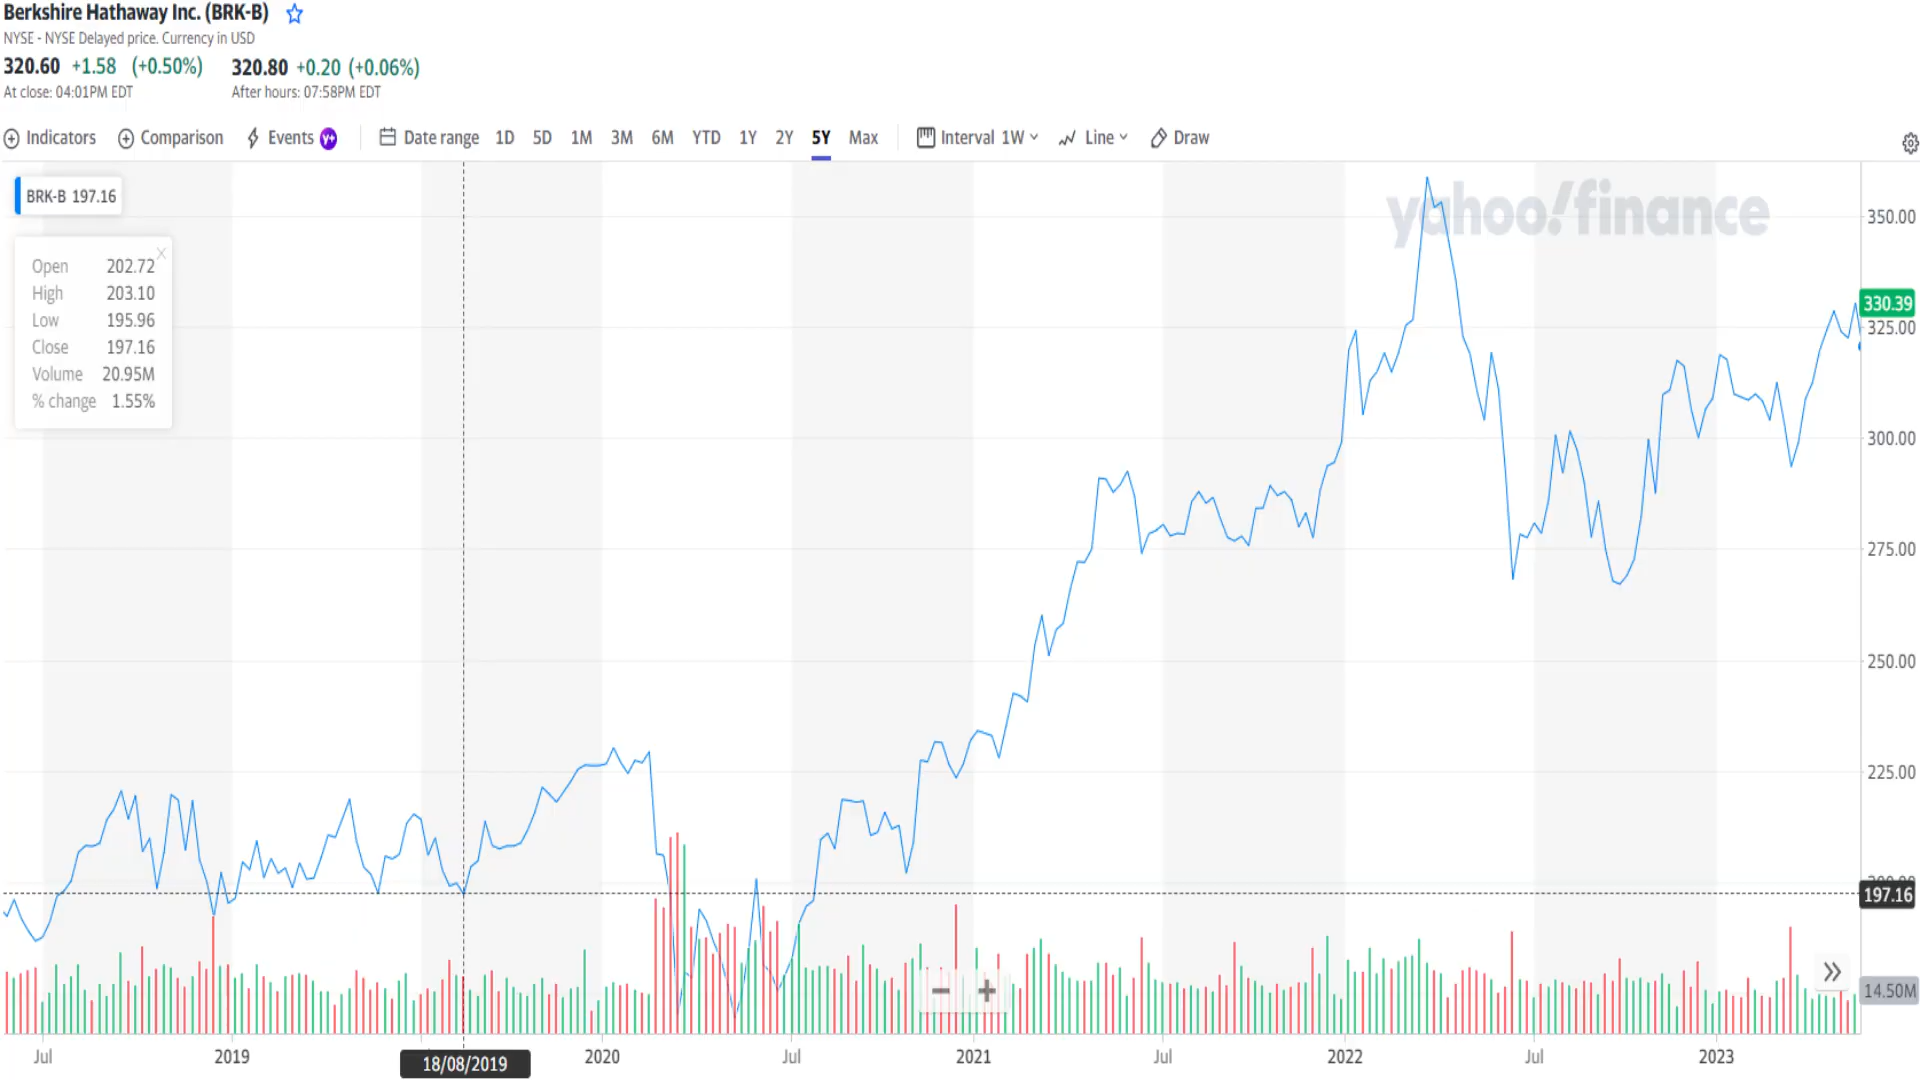 Berkshire Hathaway Inc. (BRK-B)
NYSE - NYSE Delayed price. Currency in USD
320.60 +1.58 (+0.50%) 320.80 +0.20 (+0.06%)
At close: 04:01PM EDT After hours: 07:58PM EDT
Indicators Comparison Events y+ Date range 1D 5D 1M 3M 6M YTD 1Y 2Y 5Y Max Interval 1W Line Draw
BRK-B 197.16
yahoo!finance
Open 202.72
High 203.10
Low 195.96
Close 197.16
Volume 20.95M
% change 1.55%
350.00
330.39
325.00
300.00
275.00
250.00
225.00
200.00
197.16
14.50M
Jul 2019 18/08/2019 2020 Jul 2021 Jul 2022 Jul 2023